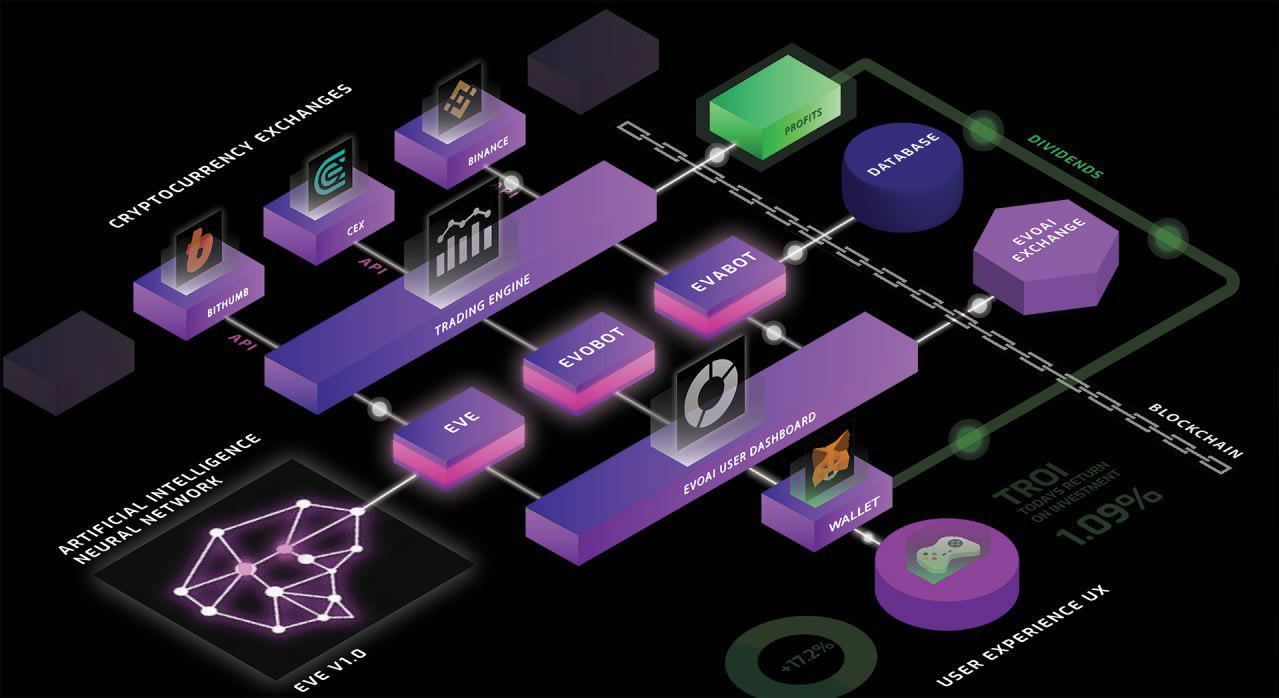 CRYPTOCURRENCY EXCHANGES
BINANCE
API
CEX
API
BITHUMB
API
TRADING ENGINE
PROFITS
DIVIDENDS
DATABASE
EVOAI
EXCHANGE
EVABOT
EVOBOT
EVE
EVOAI USER DASHBOARD
WALLET
BLOCKCHAIN
TROI
TODAYS RETURN
ON INVESTMENT
1.09%
ARTIFICIAL INTELLIGENCE
NEURAL NETWORK
EVE V1.0
+17.2%
USER EXPERIENCE UX